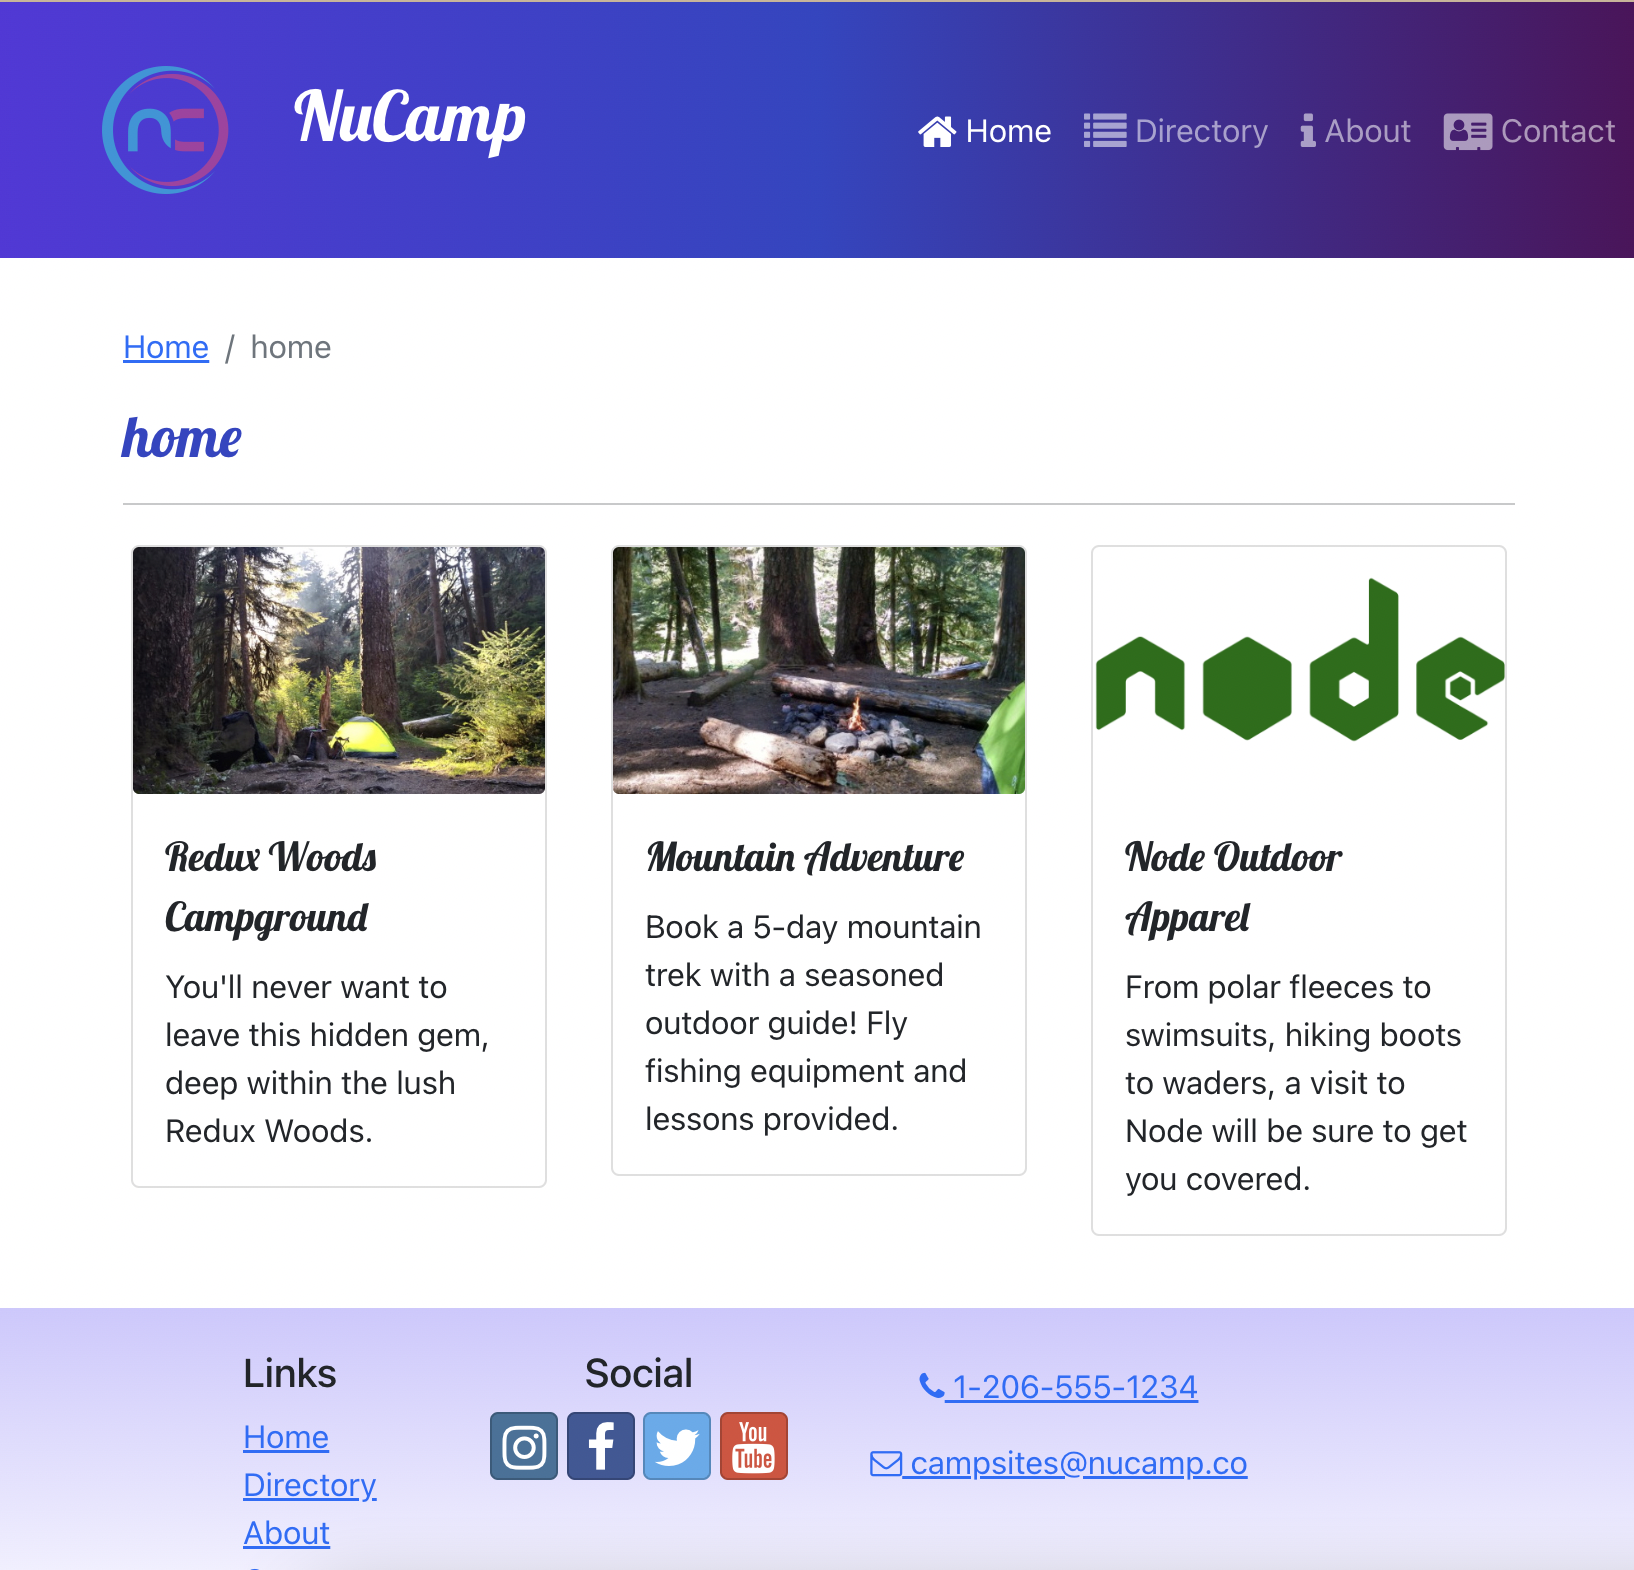 nc
NuCamp
Home Directory About Contact
Home / home
home
node
Redux Woods
Campground
You'll never want to
leave this hidden gem,
deep within the lush
Redux Woods.
Mountain Adventure
Book a 5-day mountain
trek with a seasoned
outdoor guide! Fly
fishing equipment and
lessons provided.
Node Outdoor
Apparel
From polar fleeces to
swimsuits, hiking boots
to waders, a visit to
Node will be sure to get
you covered.
Links
Home
Directory
About
Social
f
You
Tube
1-206-555-1234
campsites@nucamp.co